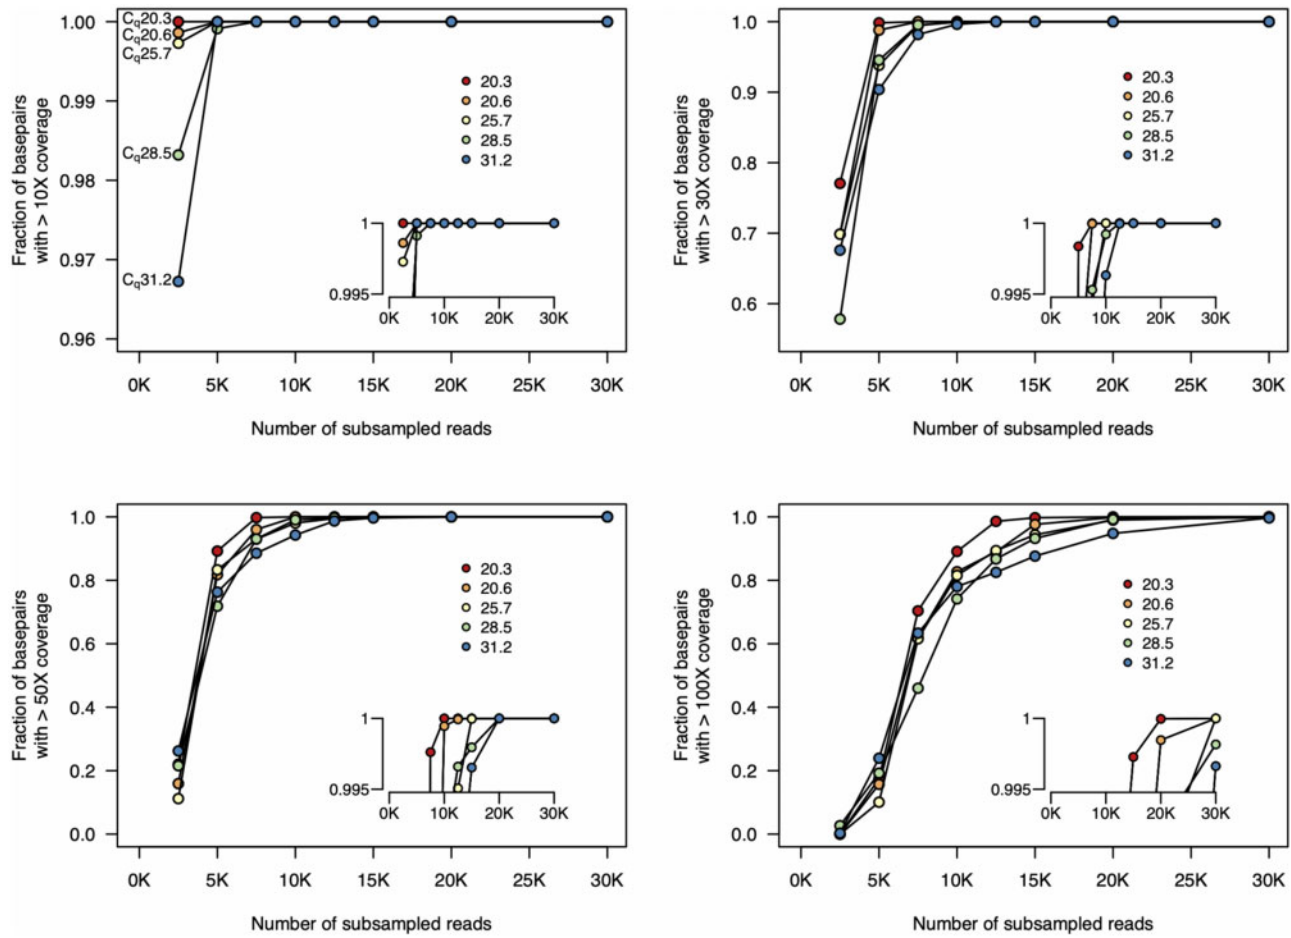 Fraction of basepairs
with > 10X coverage
1.00
0.99
0.98
0.97
0.96
Cq20.3
Cq20.6
Cq25.7
Cq28.5
Cq31.2
20.3
20.6
25.7
28.5
31.2
1
0.995
0K 10K 20K 30K
0K 5K 10K 15K 20K 25K 30K
Number of subsampled reads
Fraction of basepairs
with > 30X coverage
1.0
0.9
0.8
0.7
0.6
20.3
20.6
25.7
28.5
31.2
1
0.995
0K 10K 20K 30K
0K 5K 10K 15K 20K 25K 30K
Number of subsampled reads
Fraction of basepairs
with > 50X coverage
1.0
0.8
0.6
0.4
0.2
0.0
20.3
20.6
25.7
28.5
31.2
1
0.995
0K 10K 20K 30K
0K 5K 10K 15K 20K 25K 30K
Number of subsampled reads
Fraction of basepairs
with > 100X coverage
1.0
0.8
0.6
0.4
0.2
0.0
20.3
20.6
25.7
28.5
31.2
1
0.995
0K 10K 20K 30K
0K 5K 10K 15K 20K 25K 30K
Number of subsampled reads